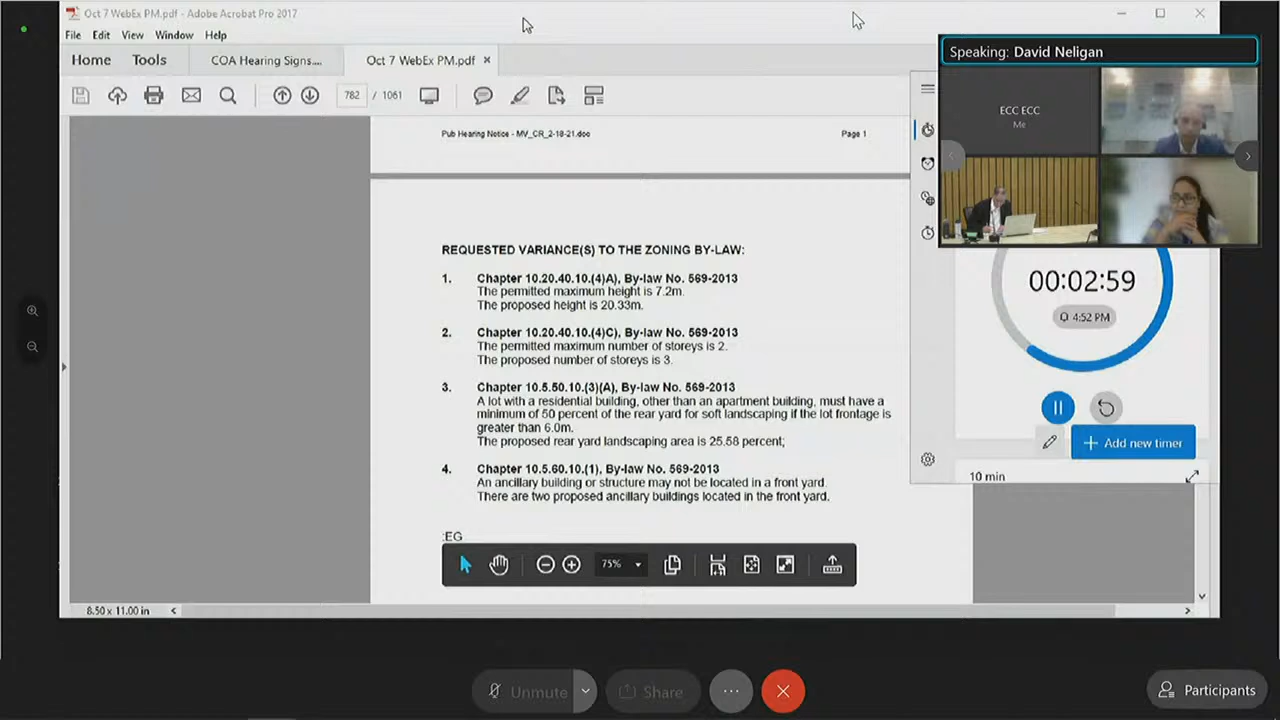 Oct 7 WebEx PM.pdf - Adobe Acrobat Pro 2017
File Edit View Window Help
Home Tools COA Hearing Signs.... Oct 7 WebEx PM.pdf ×
782 / 1061
Speaking: David Neligan
ECC ECC
Me
Pub Hearing Notice - MV_CR_2-18-21.doc Page 1
REQUESTED VARIANCE(S) TO THE ZONING BY-LAW:
1. Chapter 10.20.40.10.(4)A), By-law No. 569-2013
The permitted maximum height is 7.2m.
The proposed height is 20.33m.
2. Chapter 10.20.40.10.(4)C), By-law No. 569-2013
The permitted maximum number of storeys is 2.
The proposed number of storeys is 3.
3. Chapter 10.5.50.10.(3)(A), By-law No. 569-2013
A lot with a residential building, other than an apartment building, must have a
minimum of 50 percent of the rear yard for soft landscaping if the lot frontage is
greater than 6.0m.
The proposed rear yard landscaping area is 25.58 percent;
4. Chapter 10.5.60.10.(1), By-law No. 569-2013
An ancillary building or structure may not be located in a front yard.
There are two proposed ancillary buildings located in the front yard.
:EG
00:02:59
4:52 PM
Add new timer
10 min
75%
8.50 x 11.00 in
Unmute
Share
Participants